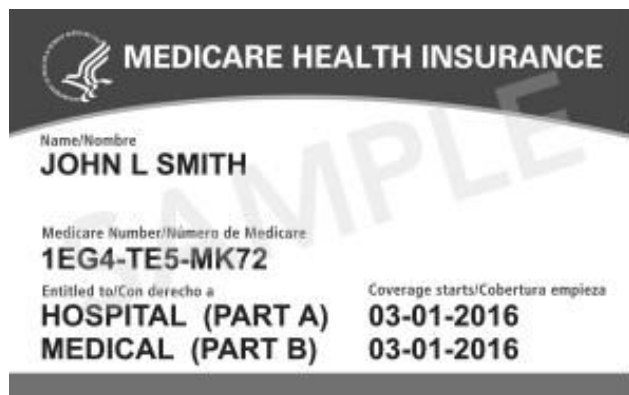 MEDICARE HEALTH INSURANCE
SAMPLE
Name/Nombre
JOHN L SMITH
Medicare Number/Número de Medicare
1EG4-TE5-MK72
Entitled to/Con derecho a
Coverage starts/Cobertura empieza
HOSPITAL (PART A) 03-01-2016
MEDICAL (PART B) 03-01-2016